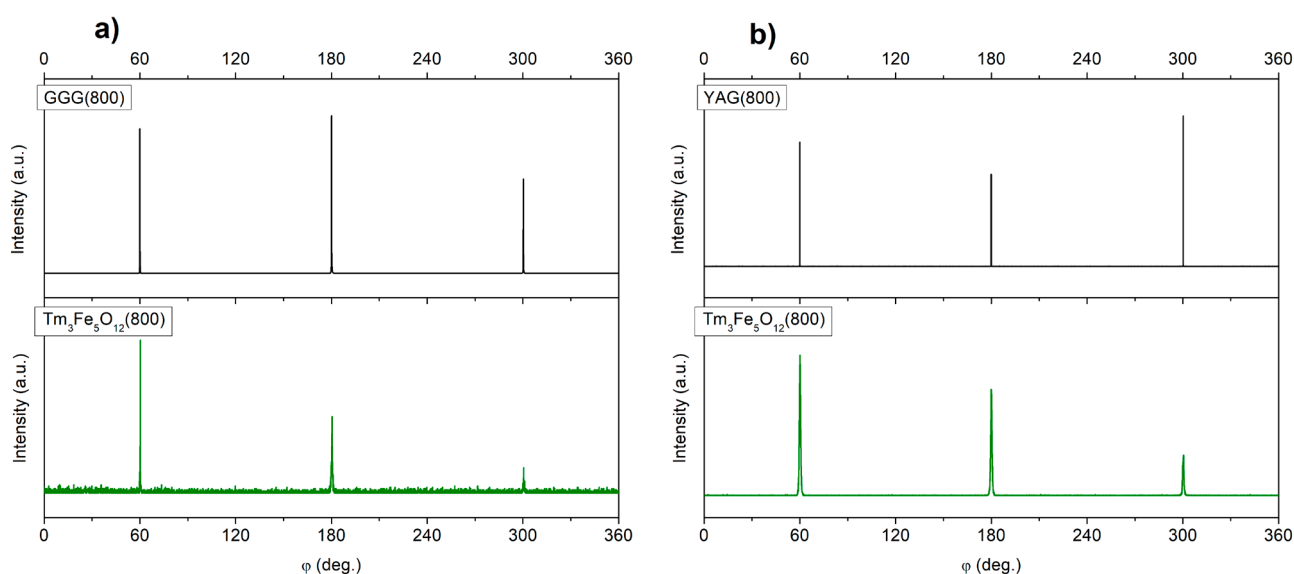 a)
0 60 120 180 240 300 360
GGG(800)
Intensity (a.u.)
Tm₃Fe₅O₁₂(800)
Intensity (a.u.)
0 60 120 180 240 300 360
φ (deg.)
b)
0 60 120 180 240 300 360
YAG(800)
Intensity (a.u.)
Tm₃Fe₅O₁₂(800)
Intensity (a.u.)
0 60 120 180 240 300 360
φ (deg.)